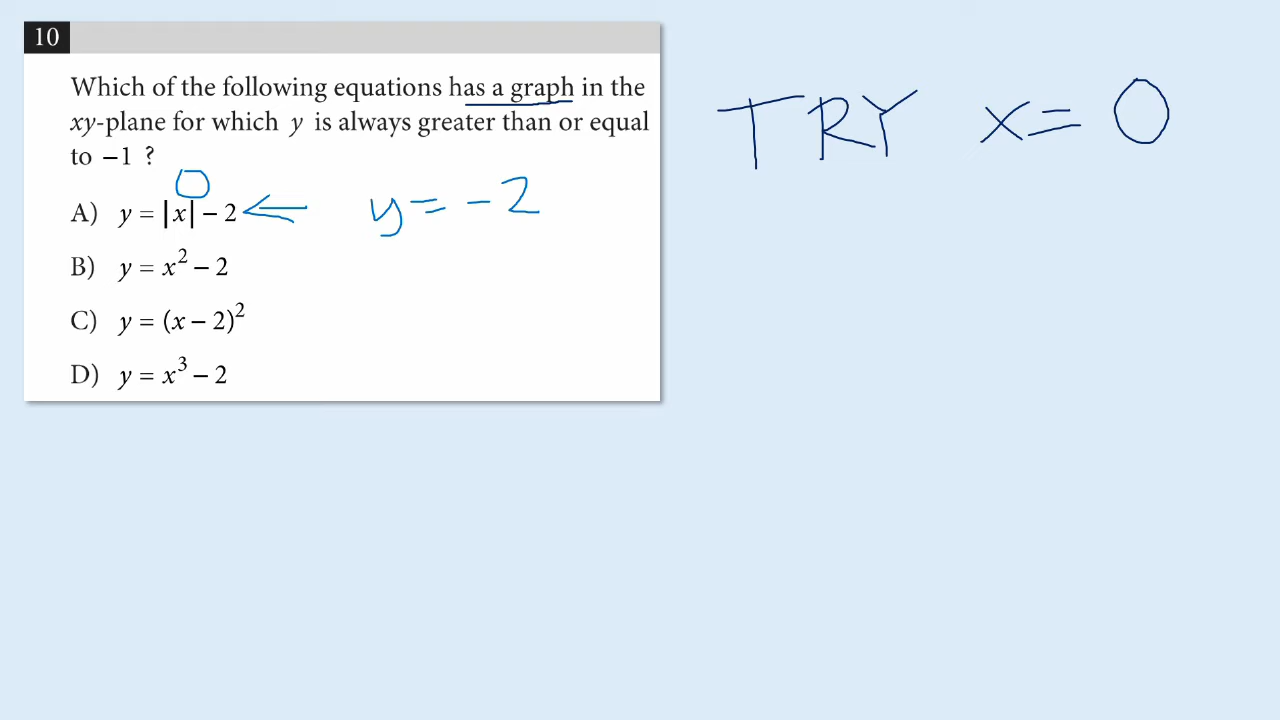 10
Which of the following equations has a graph in the
xy-plane for which y is always greater than or equal
to −1 ?
TRY x = 0
0
A) y = |x| − 2 ← y = −2
B) y = x² − 2
C) y = (x − 2)²
D) y = x³ − 2